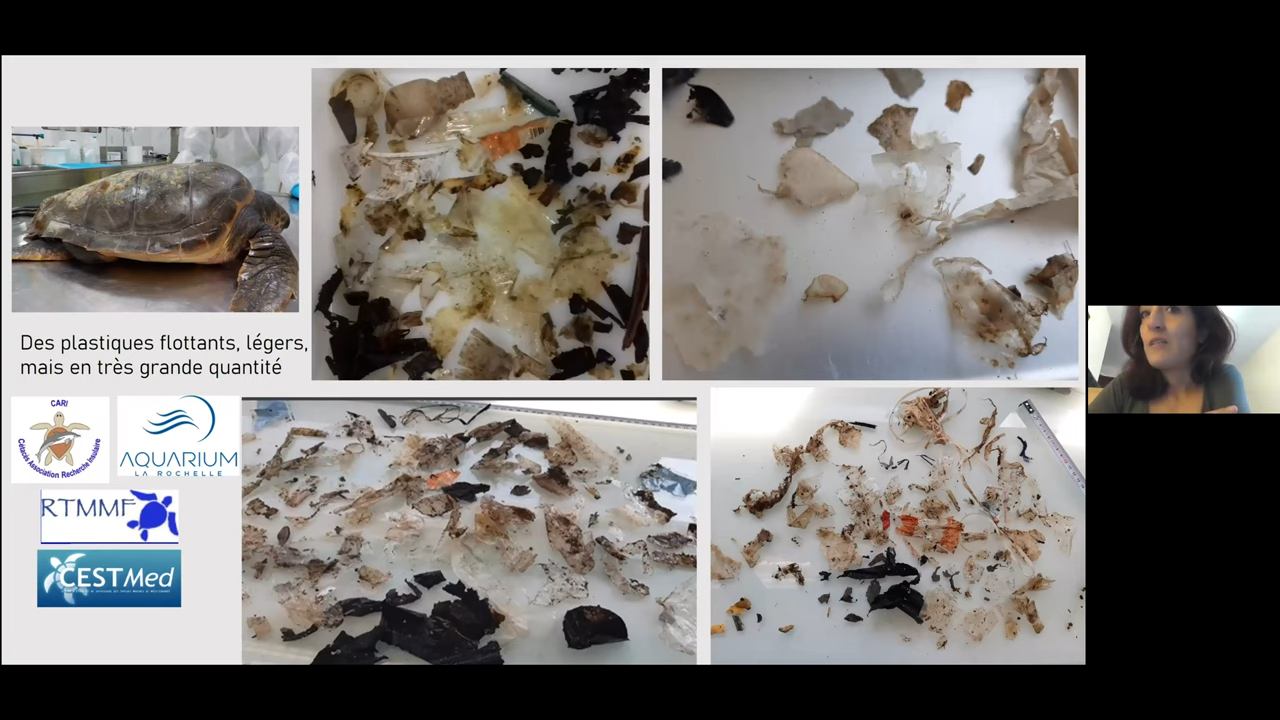 Des plastiques flottants, légers,
mais en très grande quantité
CARI
Cétacés Association Recherche Insulaire
AQUARIUM
LA ROCHELLE
RTMMF
CESTMed